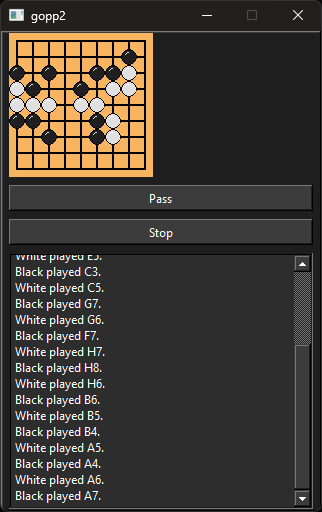 gopp2
Pass
Stop
White played E5.
Black played C3.
White played C5.
Black played G7.
White played G6.
Black played F7.
White played H7.
Black played H8.
White played H6.
Black played B6.
White played B5.
Black played B4.
White played A5.
Black played A4.
White played A6.
Black played A7.